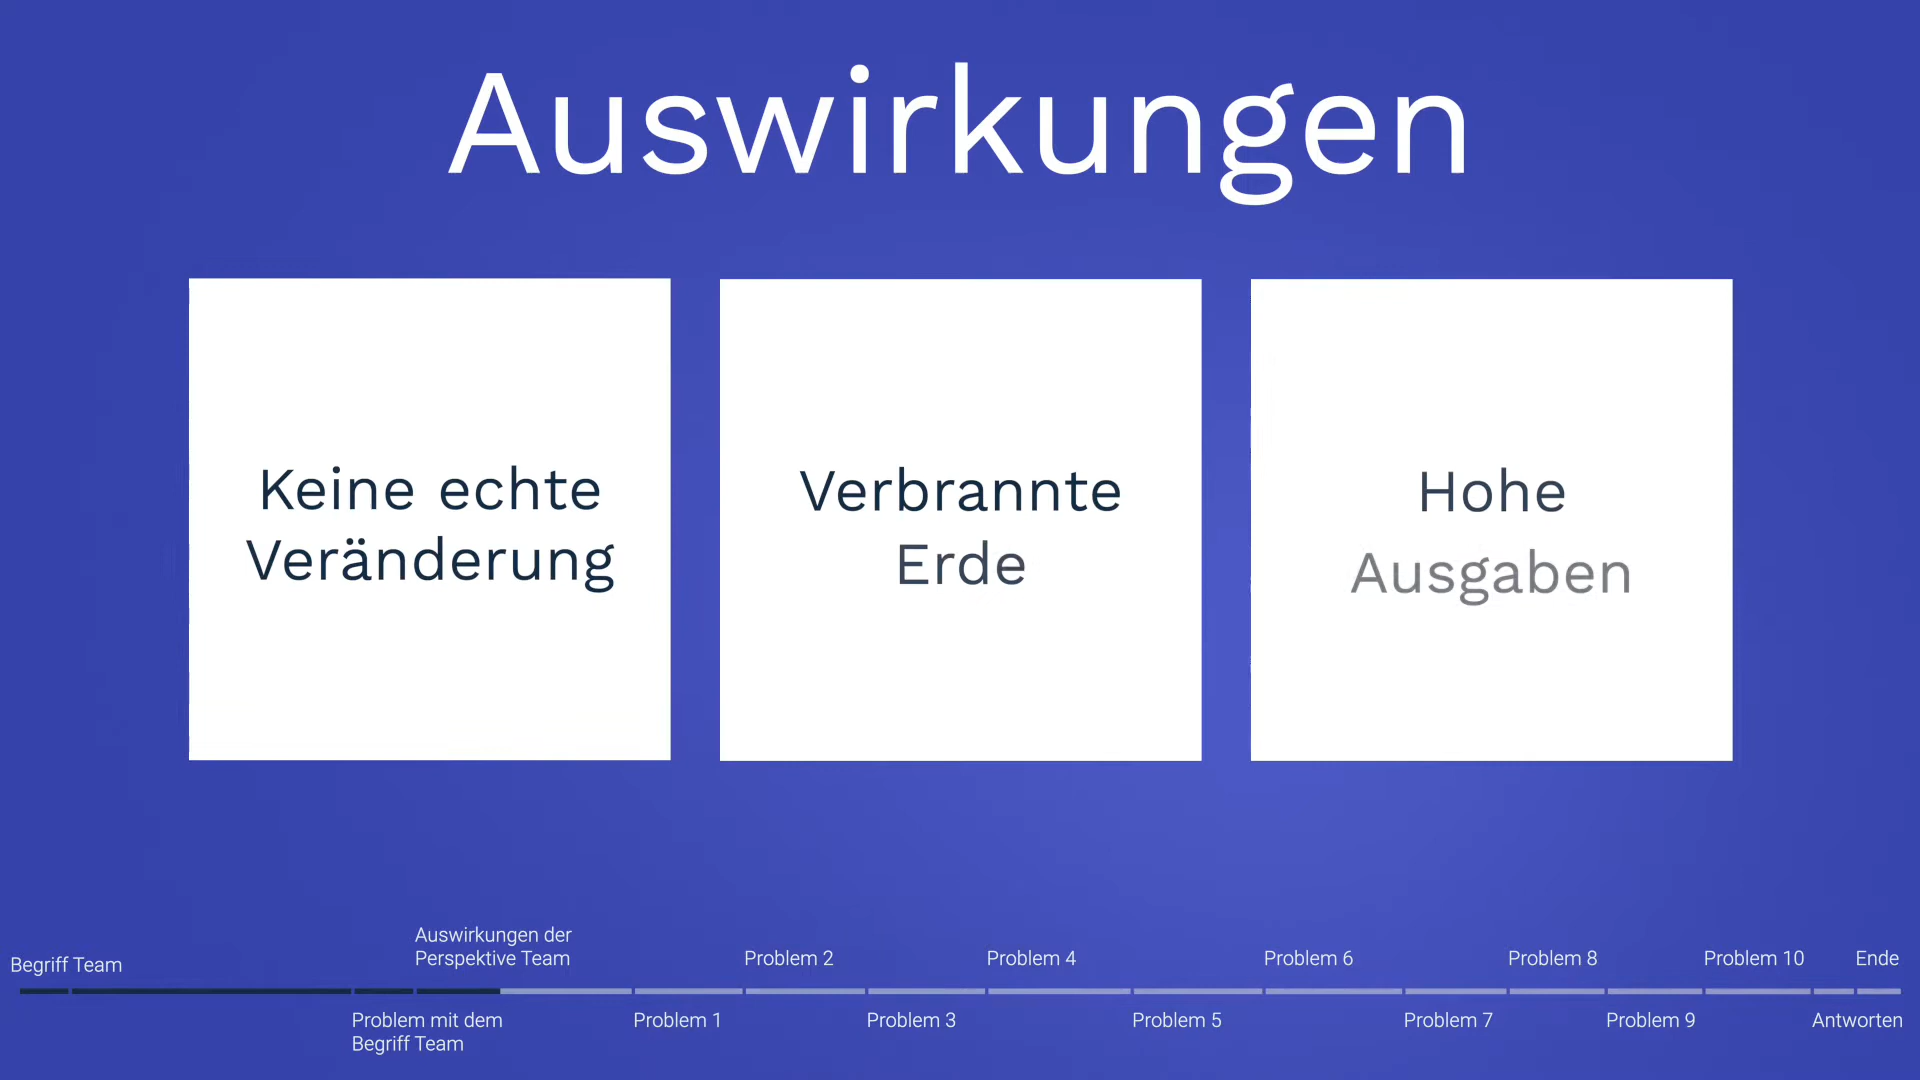 Auswirkungen
Keine echte
Veränderung
Verbrannte
Erde
Hohe
Ausgaben
Begriff Team
Problem mit dem
Begriff Team
Auswirkungen der
Perspektive Team
Problem 1
Problem 2
Problem 3
Problem 4
Problem 5
Problem 6
Problem 7
Problem 8
Problem 9
Problem 10
Antworten
Ende